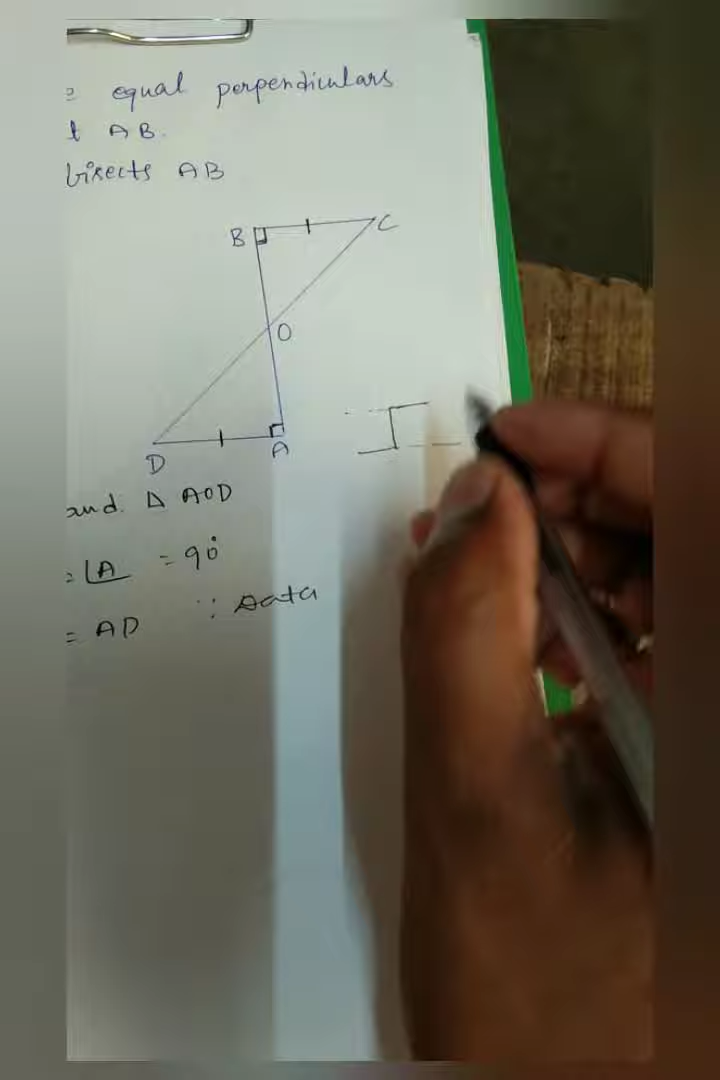 equal perpendiculars
AB.
bisects AB
B
C
O
D
A
and. Δ AOD
= ∠A = 90°
= AD ∵ Data